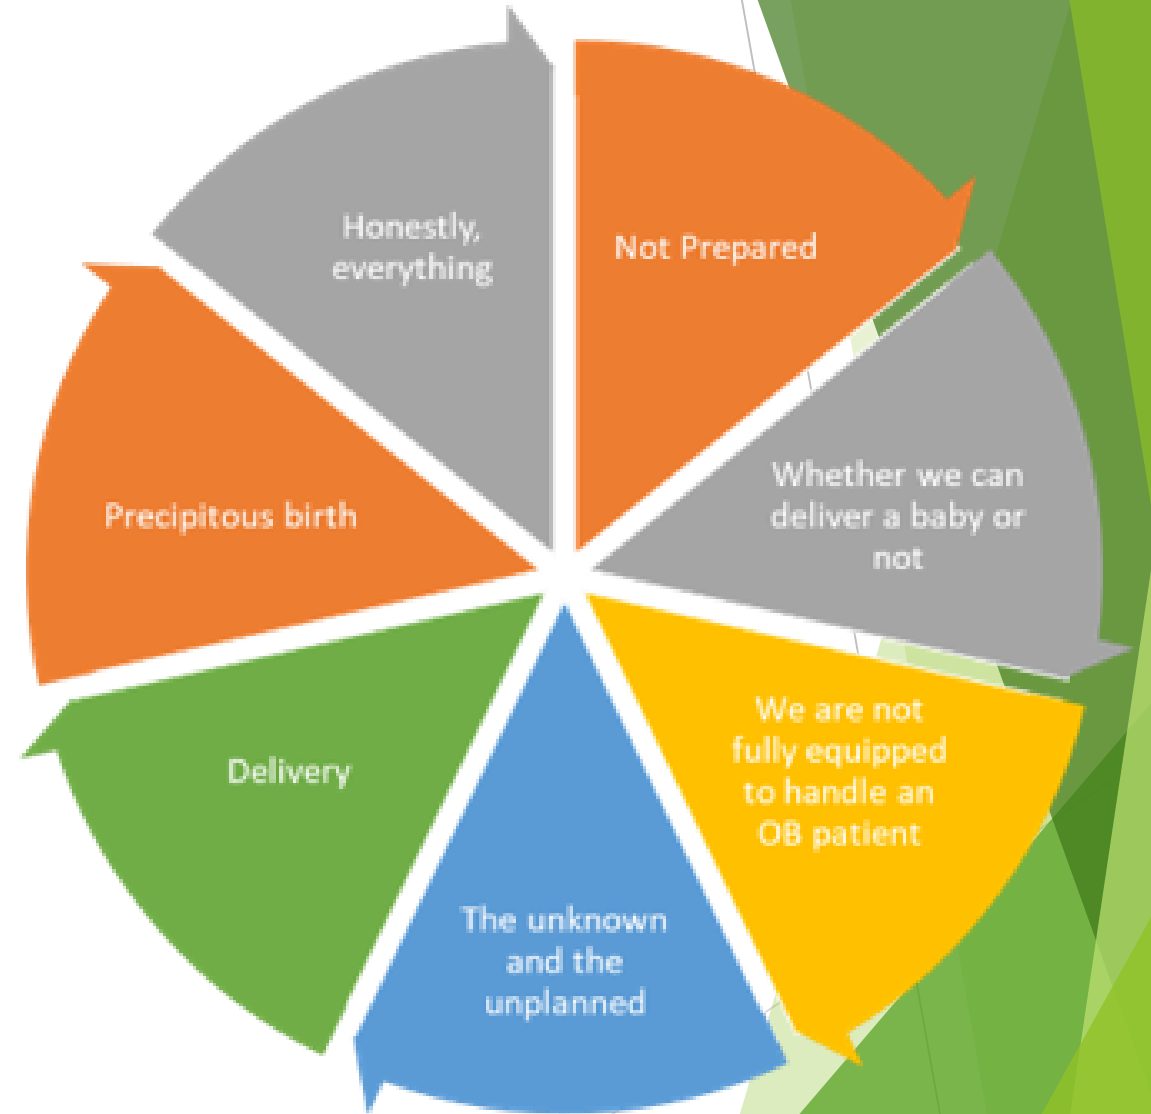 Not Prepared
Whether we can
deliver a baby or
not
We are not
fully equipped
to handle an
OB patient
The unknown
and the
unplanned
Delivery
Precipitous birth
Honestly,
everything